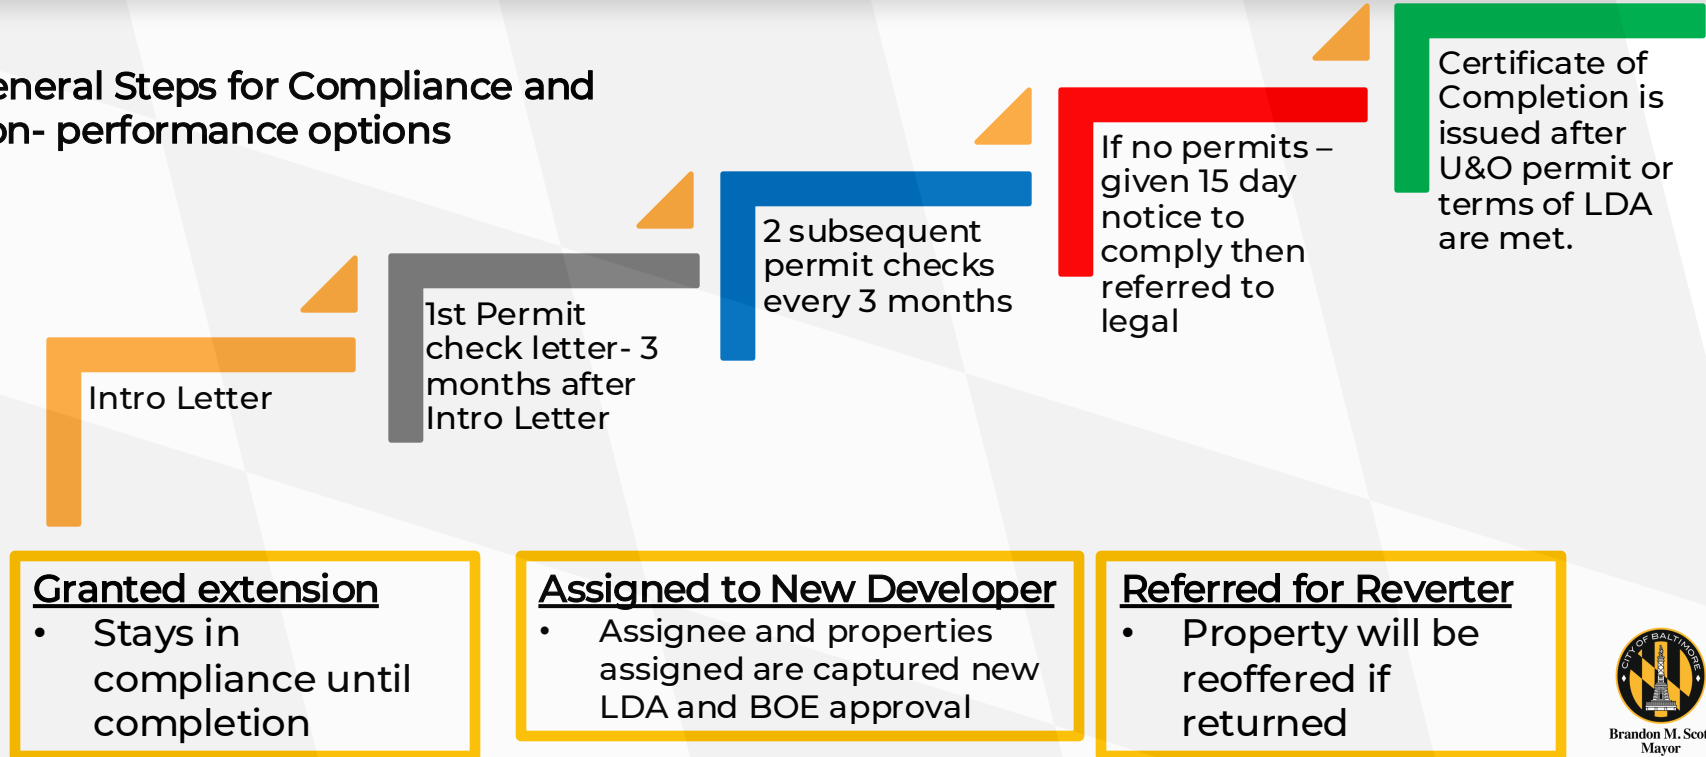 eneral Steps for Compliance and
on- performance options
Intro Letter
1st Permit
check letter- 3
months after
Intro Letter
2 subsequent
permit checks
every 3 months
If no permits –
given 15 day
notice to
comply then
referred to
legal
Certificate of
Completion is
issued after
U&O permit or
terms of LDA
are met.
Granted extension
• Stays in
compliance until
completion
Assigned to New Developer
• Assignee and properties
assigned are captured new
LDA and BOE approval
Referred for Reverter
• Property will be
reoffered if
returned
CITY OF BALTIMORE
Brandon M. Scot
Mayor